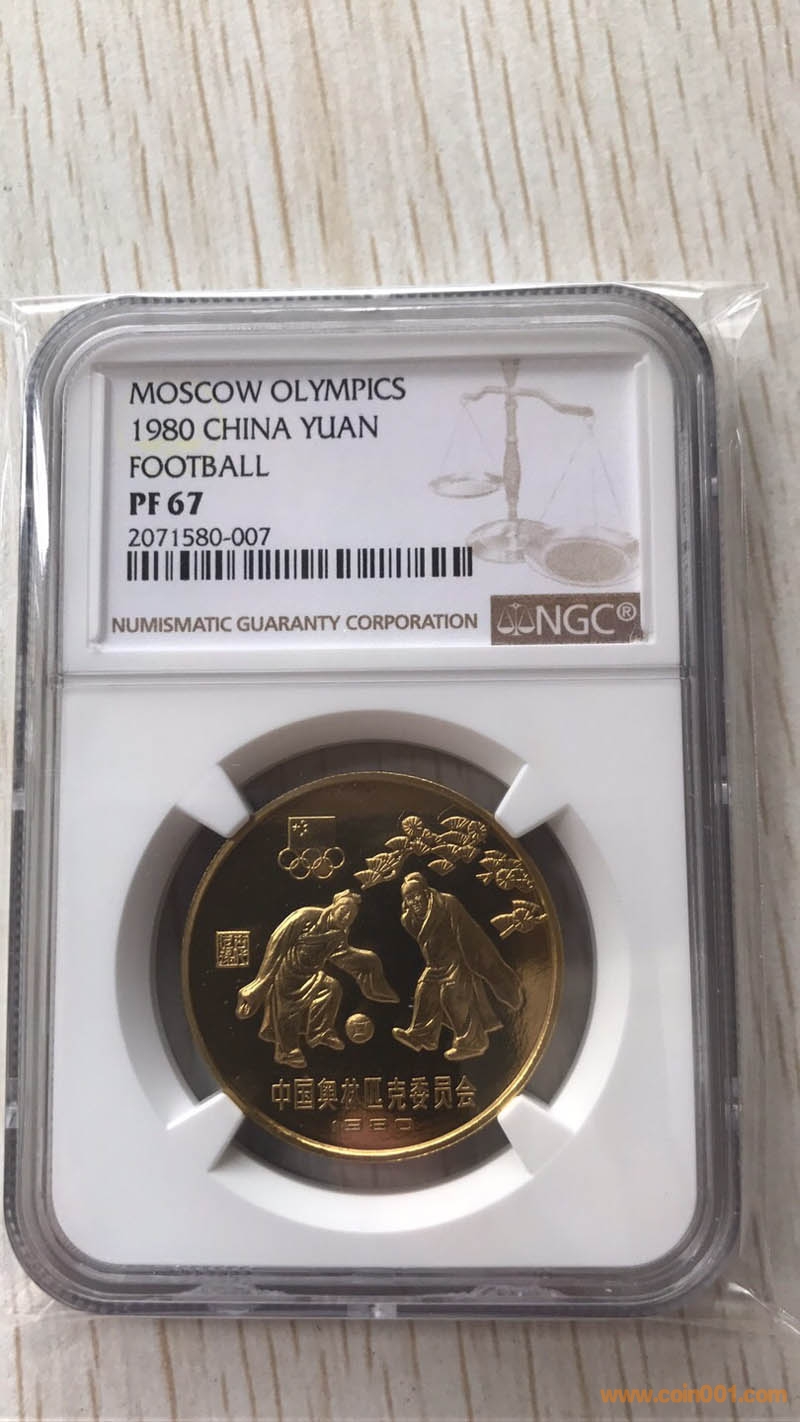 MOSCOW OLYMPICS
1980 CHINA YUAN
FOOTBALL
PF 67
2071580-007
NUMISMATIC GUARANTY CORPORATION
NGC®
中国奥林匹克委员会
1980
www.coin001.com